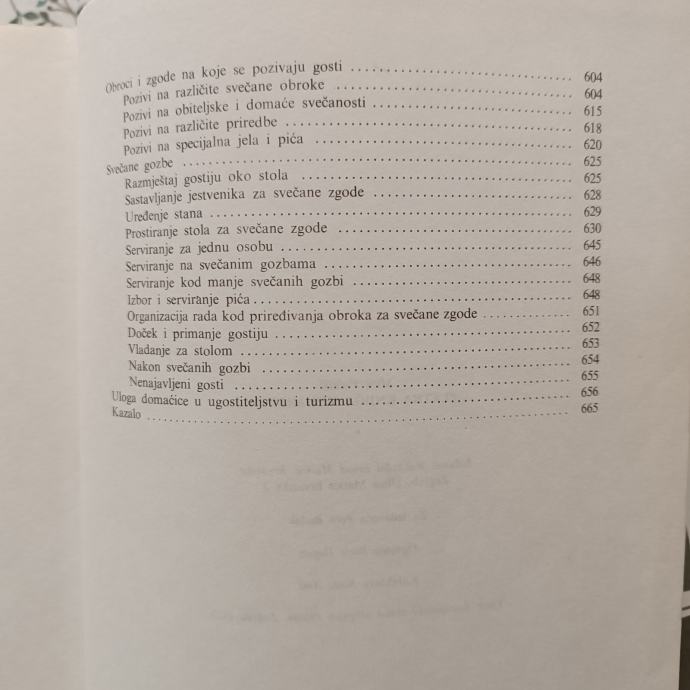 Obroci i zgode na koje se pozivaju gosti ........................ 604
Pozivi na različite svečane obroke ........................ 604
Pozivi na obiteljske i domaće svečanosti ........................ 615
Pozivi na različite priredbe ........................ 618
Pozivi na specijalna jela i pića ........................ 620
Svečane gozbe ........................ 625
Razmještaj gostiju oko stola ........................ 625
Sastavljanje jestvenika za svečane zgode ........................ 628
Uređenje stana ........................ 629
Prostiranje stola za svečane zgode ........................ 630
Serviranje za jednu osobu ........................ 645
Serviranje na svečanim gozbama ........................ 646
Serviranje kod manje svečanih gozbi ........................ 648
Izbor i serviranje pića ........................ 648
Organizacija rada kod priređivanja obroka za svečane zgode ............ 651
Doček i primanje gostiju ........................ 652
Vladanje za stolom ........................ 653
Nakon svečanih gozbi ........................ 654
Nenajavljeni gosti ........................ 655
Uloga domaćice u ugostiteljstvu i turizmu ........................ 656
Kazalo ........................ 665